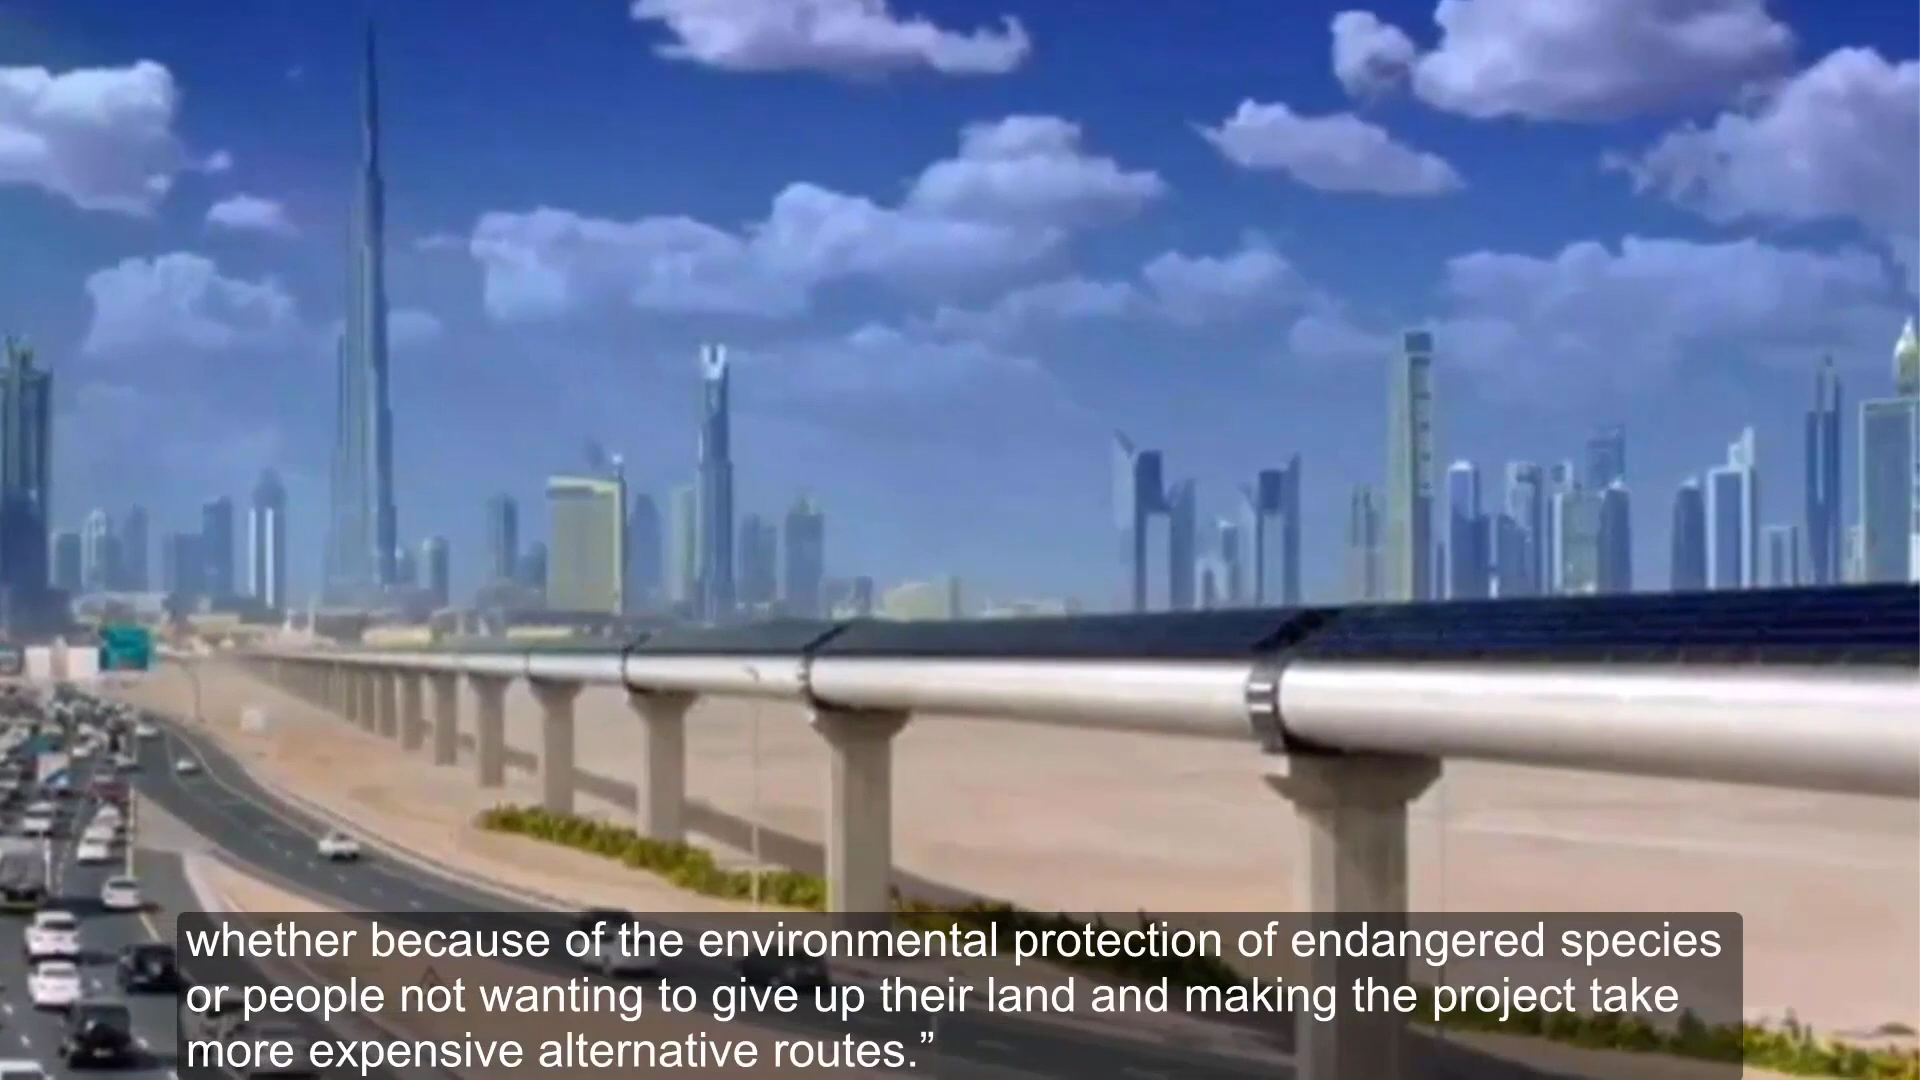 whether because of the environmental protection of endangered species
or people not wanting to give up their land and making the project take
more expensive alternative routes.”